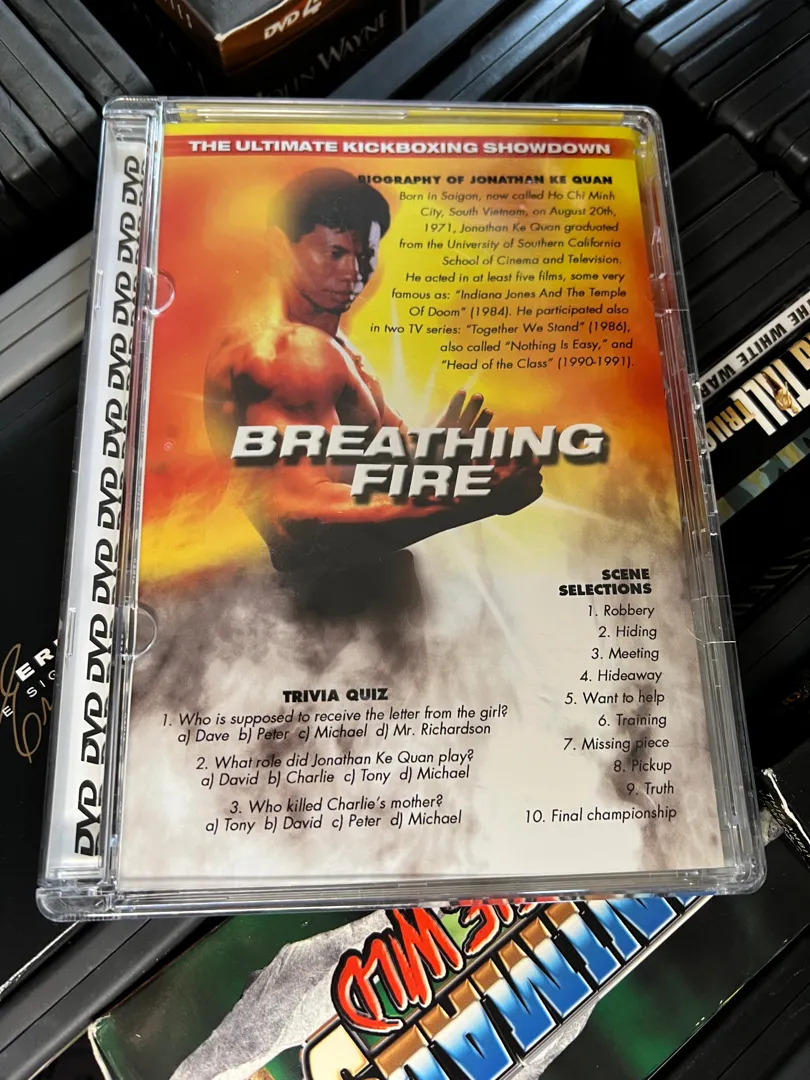 DVD
JOHN WAYNE
THE ULTIMATE KICKBOXING SHOWDOWN
BIOGRAPHY OF JONATHAN KE QUAN
Born in Saigon, now called Ho Chi Minh
City, South Vietnam, on August 20th,
1971, Jonathan Ke Quan graduated
from the University of Southern California
School of Cinema and Television.
He acted in at least five films, some very
famous as: "Indiana Jones And The Temple
Of Doom" (1984). He participated also
in two TV series: "Together We Stand" (1986),
also called "Nothing Is Easy," and
"Head of the Class" (1990-1991).
BREATHING
FIRE
SCENE
SELECTIONS
1. Robbery
2. Hiding
3. Meeting
4. Hideaway
5. Want to help
6. Training
7. Missing piece
8. Pickup
9. Truth
10. Final championship
TRIVIA QUIZ
1. Who is supposed to receive the letter from the girl?
a) Dave b) Peter c) Michael d) Mr. Richardson
2. What role did Jonathan Ke Quan play?
a) David b) Charlie c) Tony d) Michael
3. Who killed Charlie's mother?
a) Tony b) David c) Peter d) Michael
DVD DVD DVD DVD DVD DVD DVD DVD DVD DVD
THE WHITE WAR
TALL
TRILO
WILD